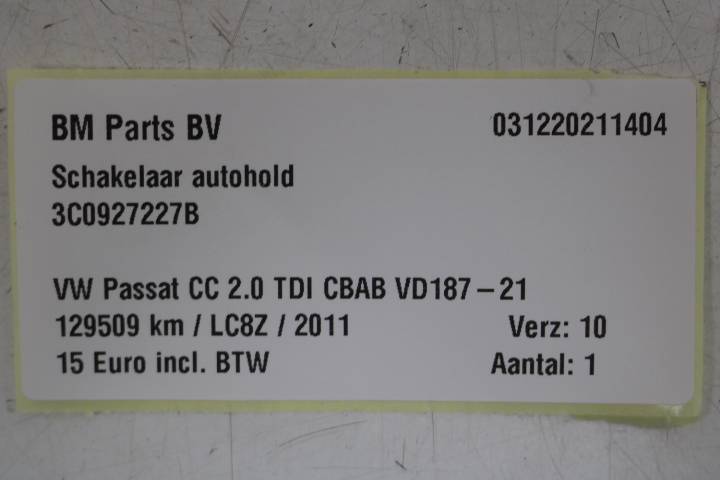 BM Parts BV 031220211404
Schakelaar autohold
3C0927227B
VW Passat CC 2.0 TDI CBAB VD187-21
129509 km / LC8Z / 2011 Verz: 10
15 Euro incl. BTW Aantal: 1